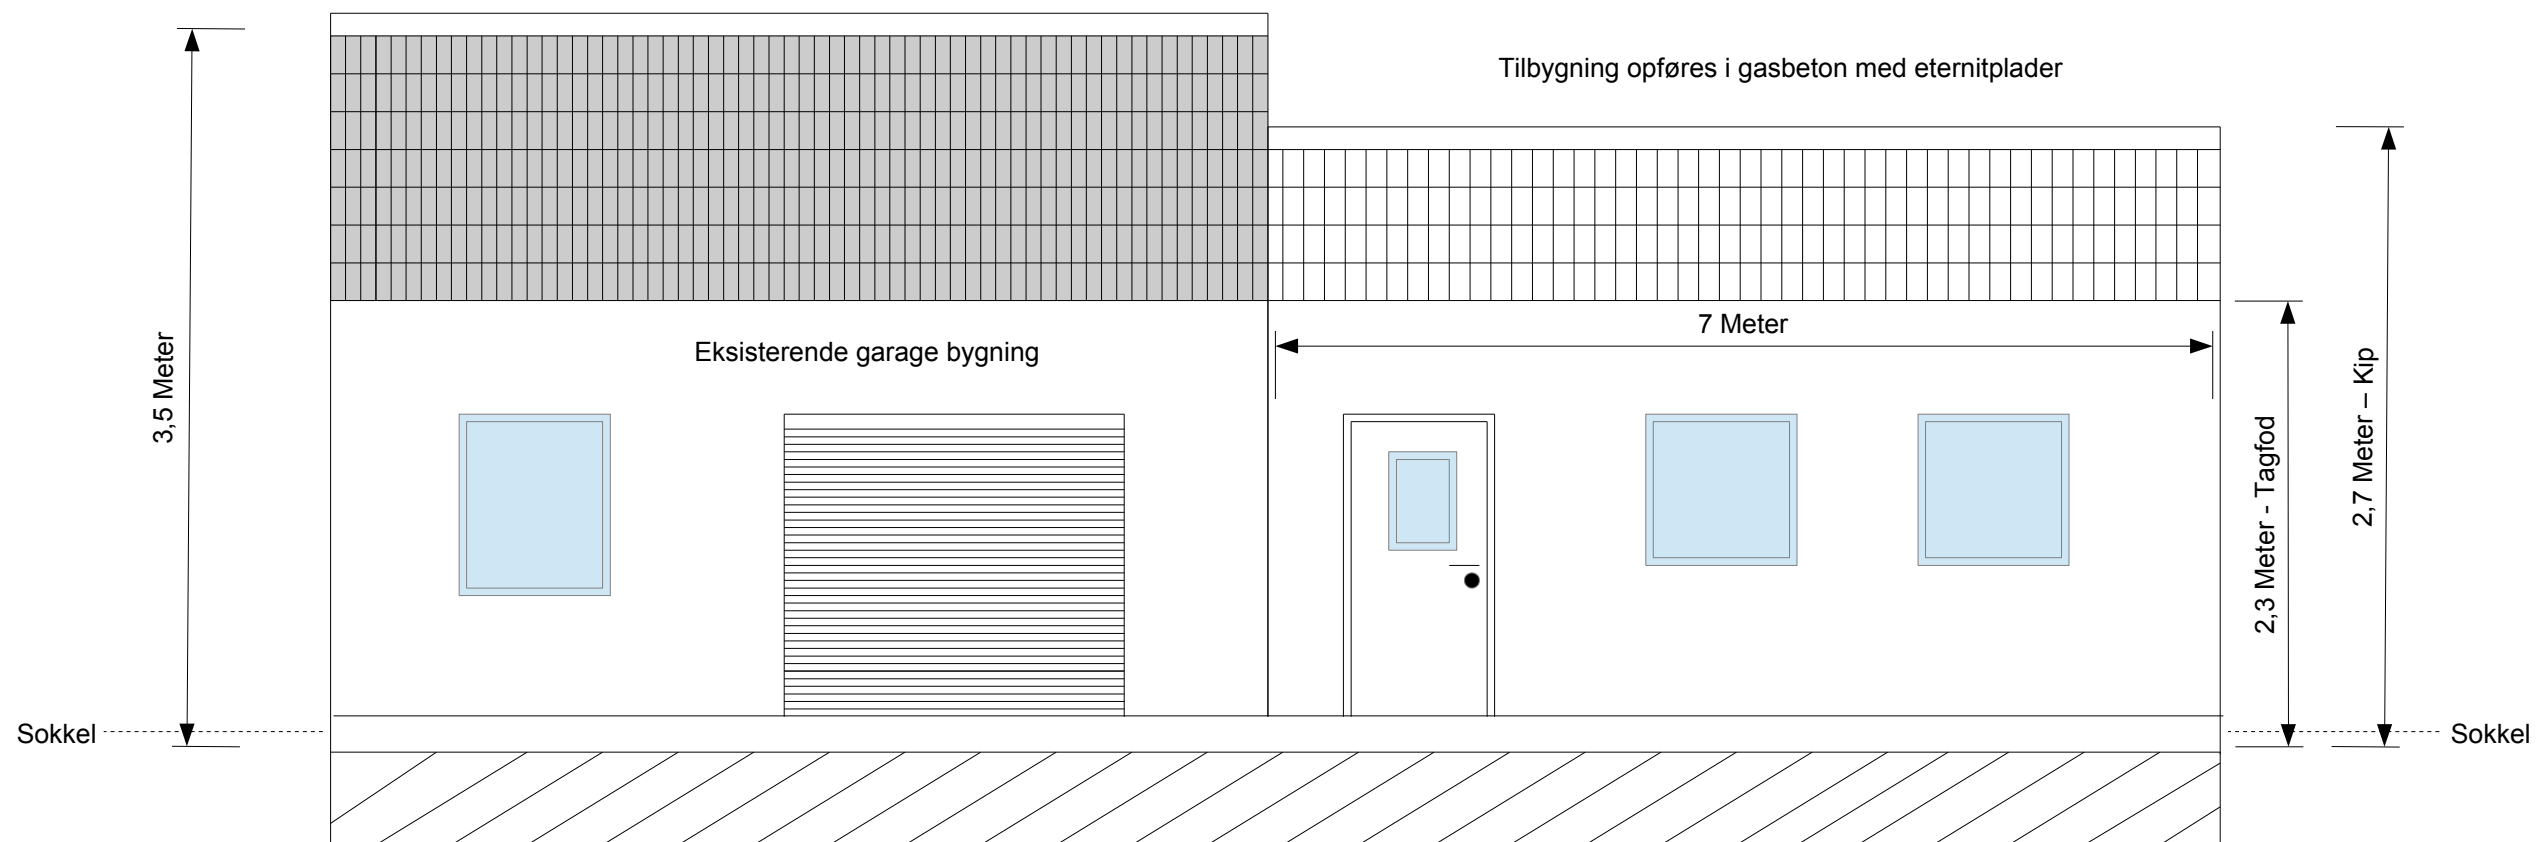 Tilbygning opføres i gasbeton med eternitplader
7 Meter
Eksisterende garage bygning
3,5 Meter
2,3 Meter - Tagfod
2,7 Meter – Kip
Sokkel
Sokkel